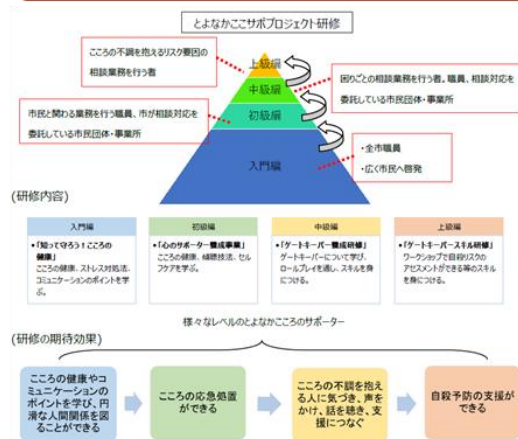 とよなかここサポプロジェクト研修
こころの不調を抱えるリスク要因の
相談業務を行う者
上級編
中級編
初級編
入門編
困りごとの相談業務を行う者、職員、相談対応を
委託している市民団体・事業所
市民と関わる業務を行う職員、市が相談対応を
委託している市民団体・事業所
・全市職員
・広く市民へ啓発
(研修内容)
入門編
・「知って守ろう！こころの
健康」
こころの健康、ストレス対処法、
コミュニケーションのポイントを学
ぶ。
初級編
・「心のサポーター養成事業」
こころの健康、傾聴技法、セル
フケアを学ぶ。
中級編
・「ゲートキーパー養成研修」
ゲートキーパーについて学び、
ロールプレイを通し、スキルを身
につける。
上級編
・「ゲートキーパースキル研修」
ワークショップで自殺リスクの
アセスメントができる等のスキル
を身につける。
様々なレベルのとよなかこころのサポーター
(研修の期待効果)
こころの健康やコ
ミュニケーションの
ポイントを学び、円
滑な人間関係を図
ることができる
こころの応急処置
ができる
こころの不調を抱え
る人に気づき、声を
かけ、話を聴き、支
援につなぐ
自殺予防の支援が
できる